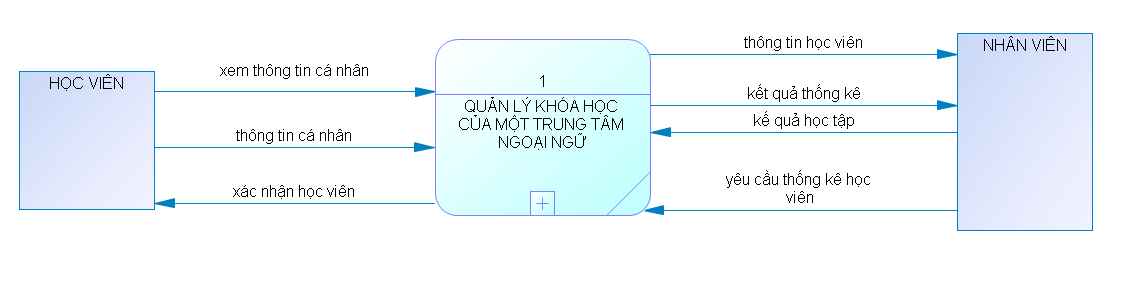 HỌC VIÊN
xem thông tin cá nhân
thông tin cá nhân
xác nhận học viên
1
QUẢN LÝ KHÓA HỌC
CỦA MỘT TRUNG TÂM
NGOẠI NGỮ
thông tin học viên
kết quả thống kê
kế quả học tập
yêu cầu thống kê học
viên
NHÂN VIÊN